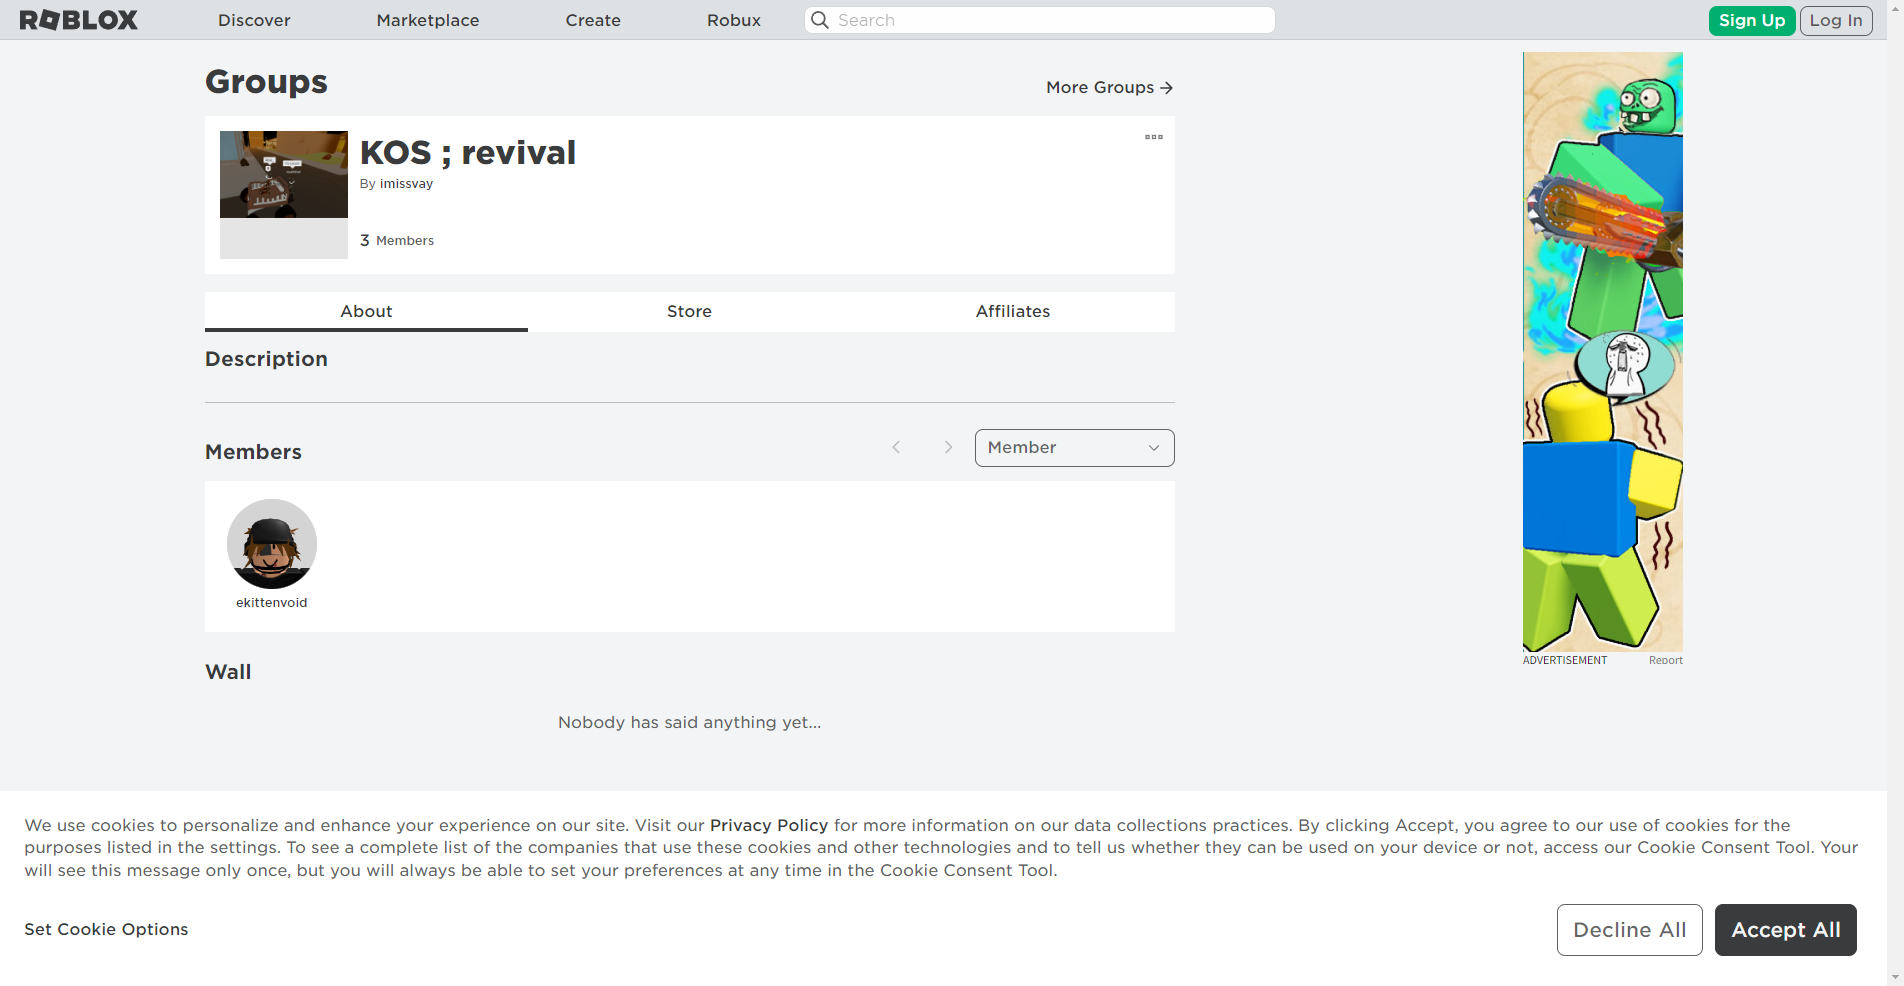 ROBLOX
Discover
Marketplace
Create
Robux
Search
Sign Up
Log In
Groups
More Groups
KOS ; revival
By imissvay
3 Members
About
Store
Affiliates
Description
Members
Member
ekittenvoid
Wall
Nobody has said anything yet...
ADVERTISEMENT
Report
We use cookies to personalize and enhance your experience on our site. Visit our Privacy Policy for more information on our data collections practices. By clicking Accept, you agree to our use of cookies for the
purposes listed in the settings. To see a complete list of the companies that use these cookies and other technologies and to tell us whether they can be used on your device or not, access our Cookie Consent Tool. Your
will see this message only once, but you will always be able to set your preferences at any time in the Cookie Consent Tool.
Set Cookie Options
Decline All
Accept All